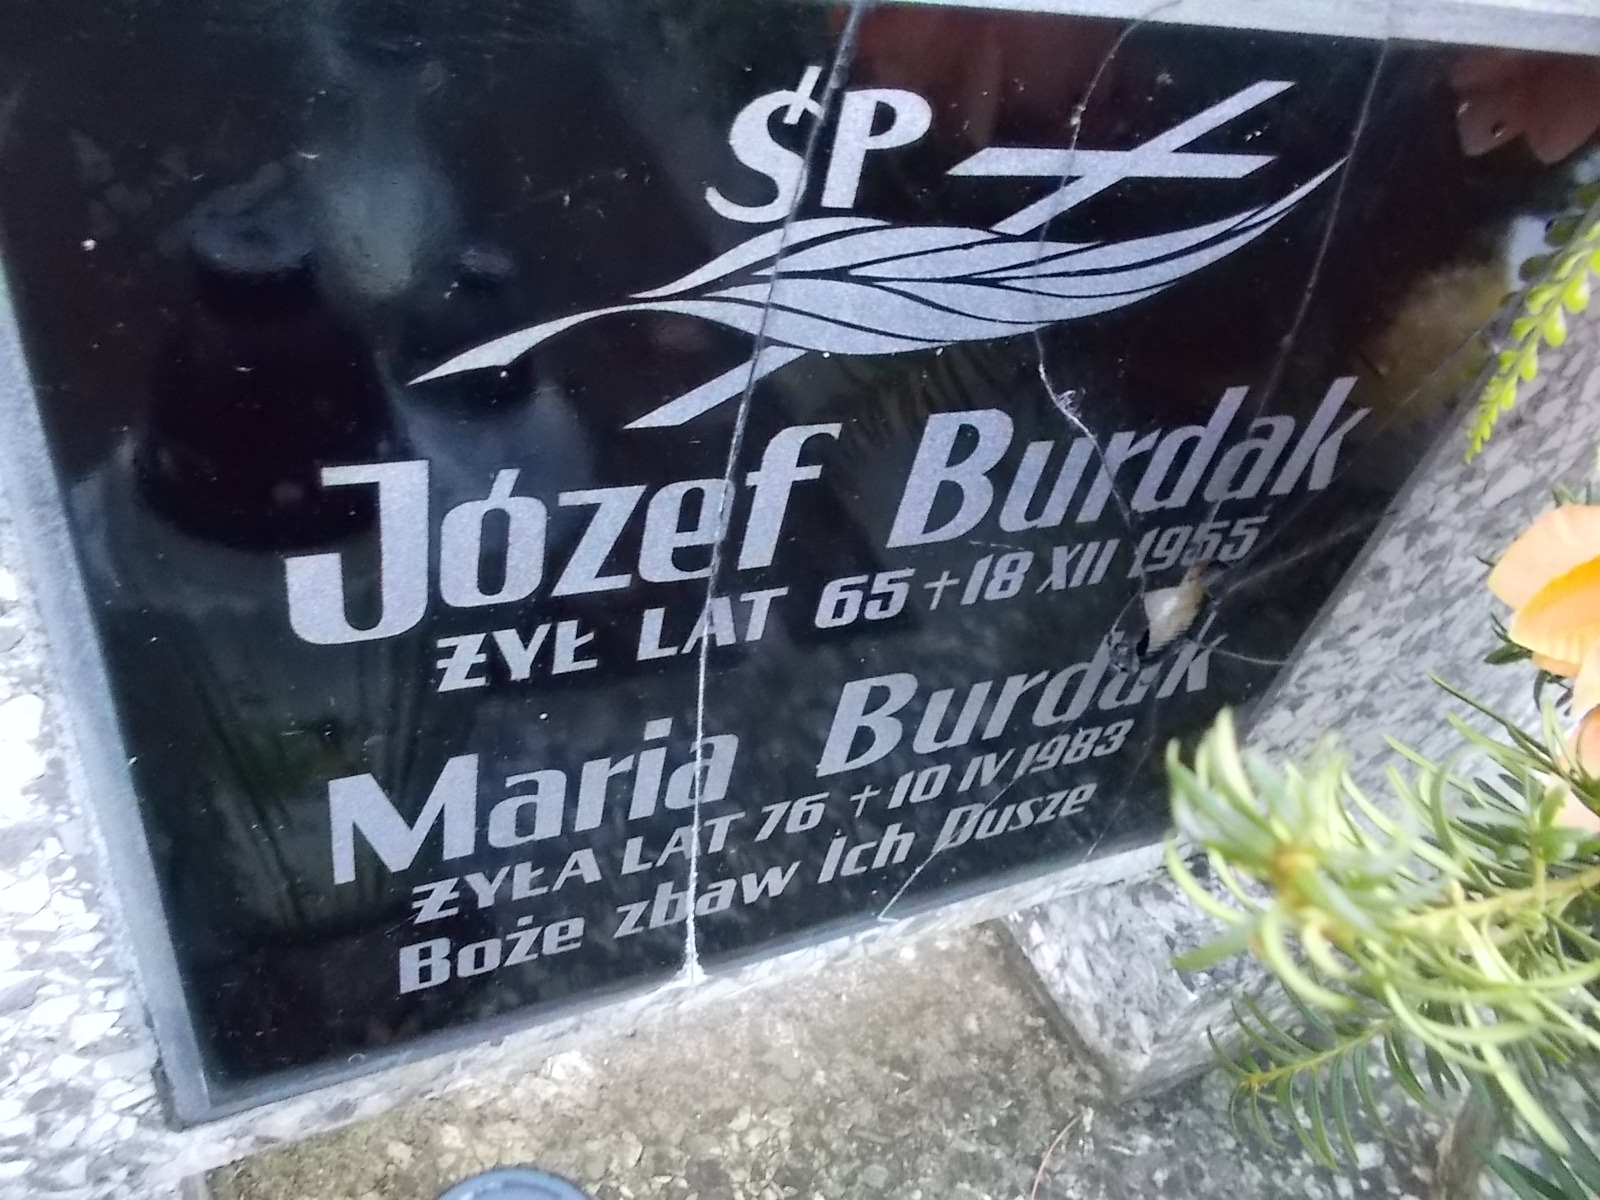 ŚP
Józef Burdak
ŻYŁ LAT 65 + 18 XII 1955
Maria Burdak
ŻYŁA LAT 76 + 10 IV 1983
Boże zbaw Ich Dusze